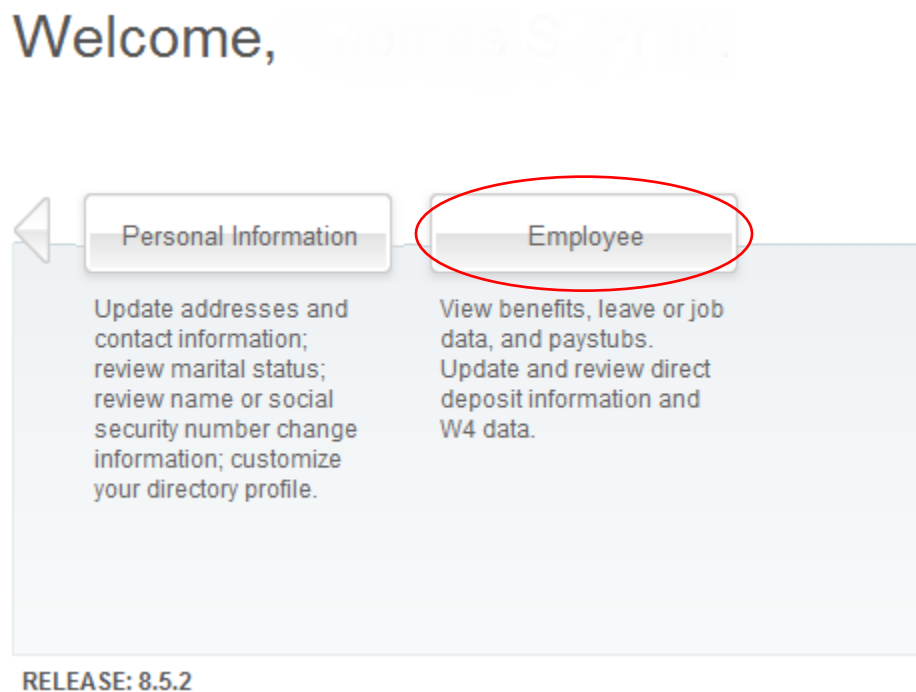 Welcome,
Personal Information
Employee
Update addresses and
contact information;
review marital status;
review name or social
security number change
information; customize
your directory profile.
View benefits, leave or job
data, and paystubs.
Update and review direct
deposit information and
W4 data.
RELEASE: 8.5.2